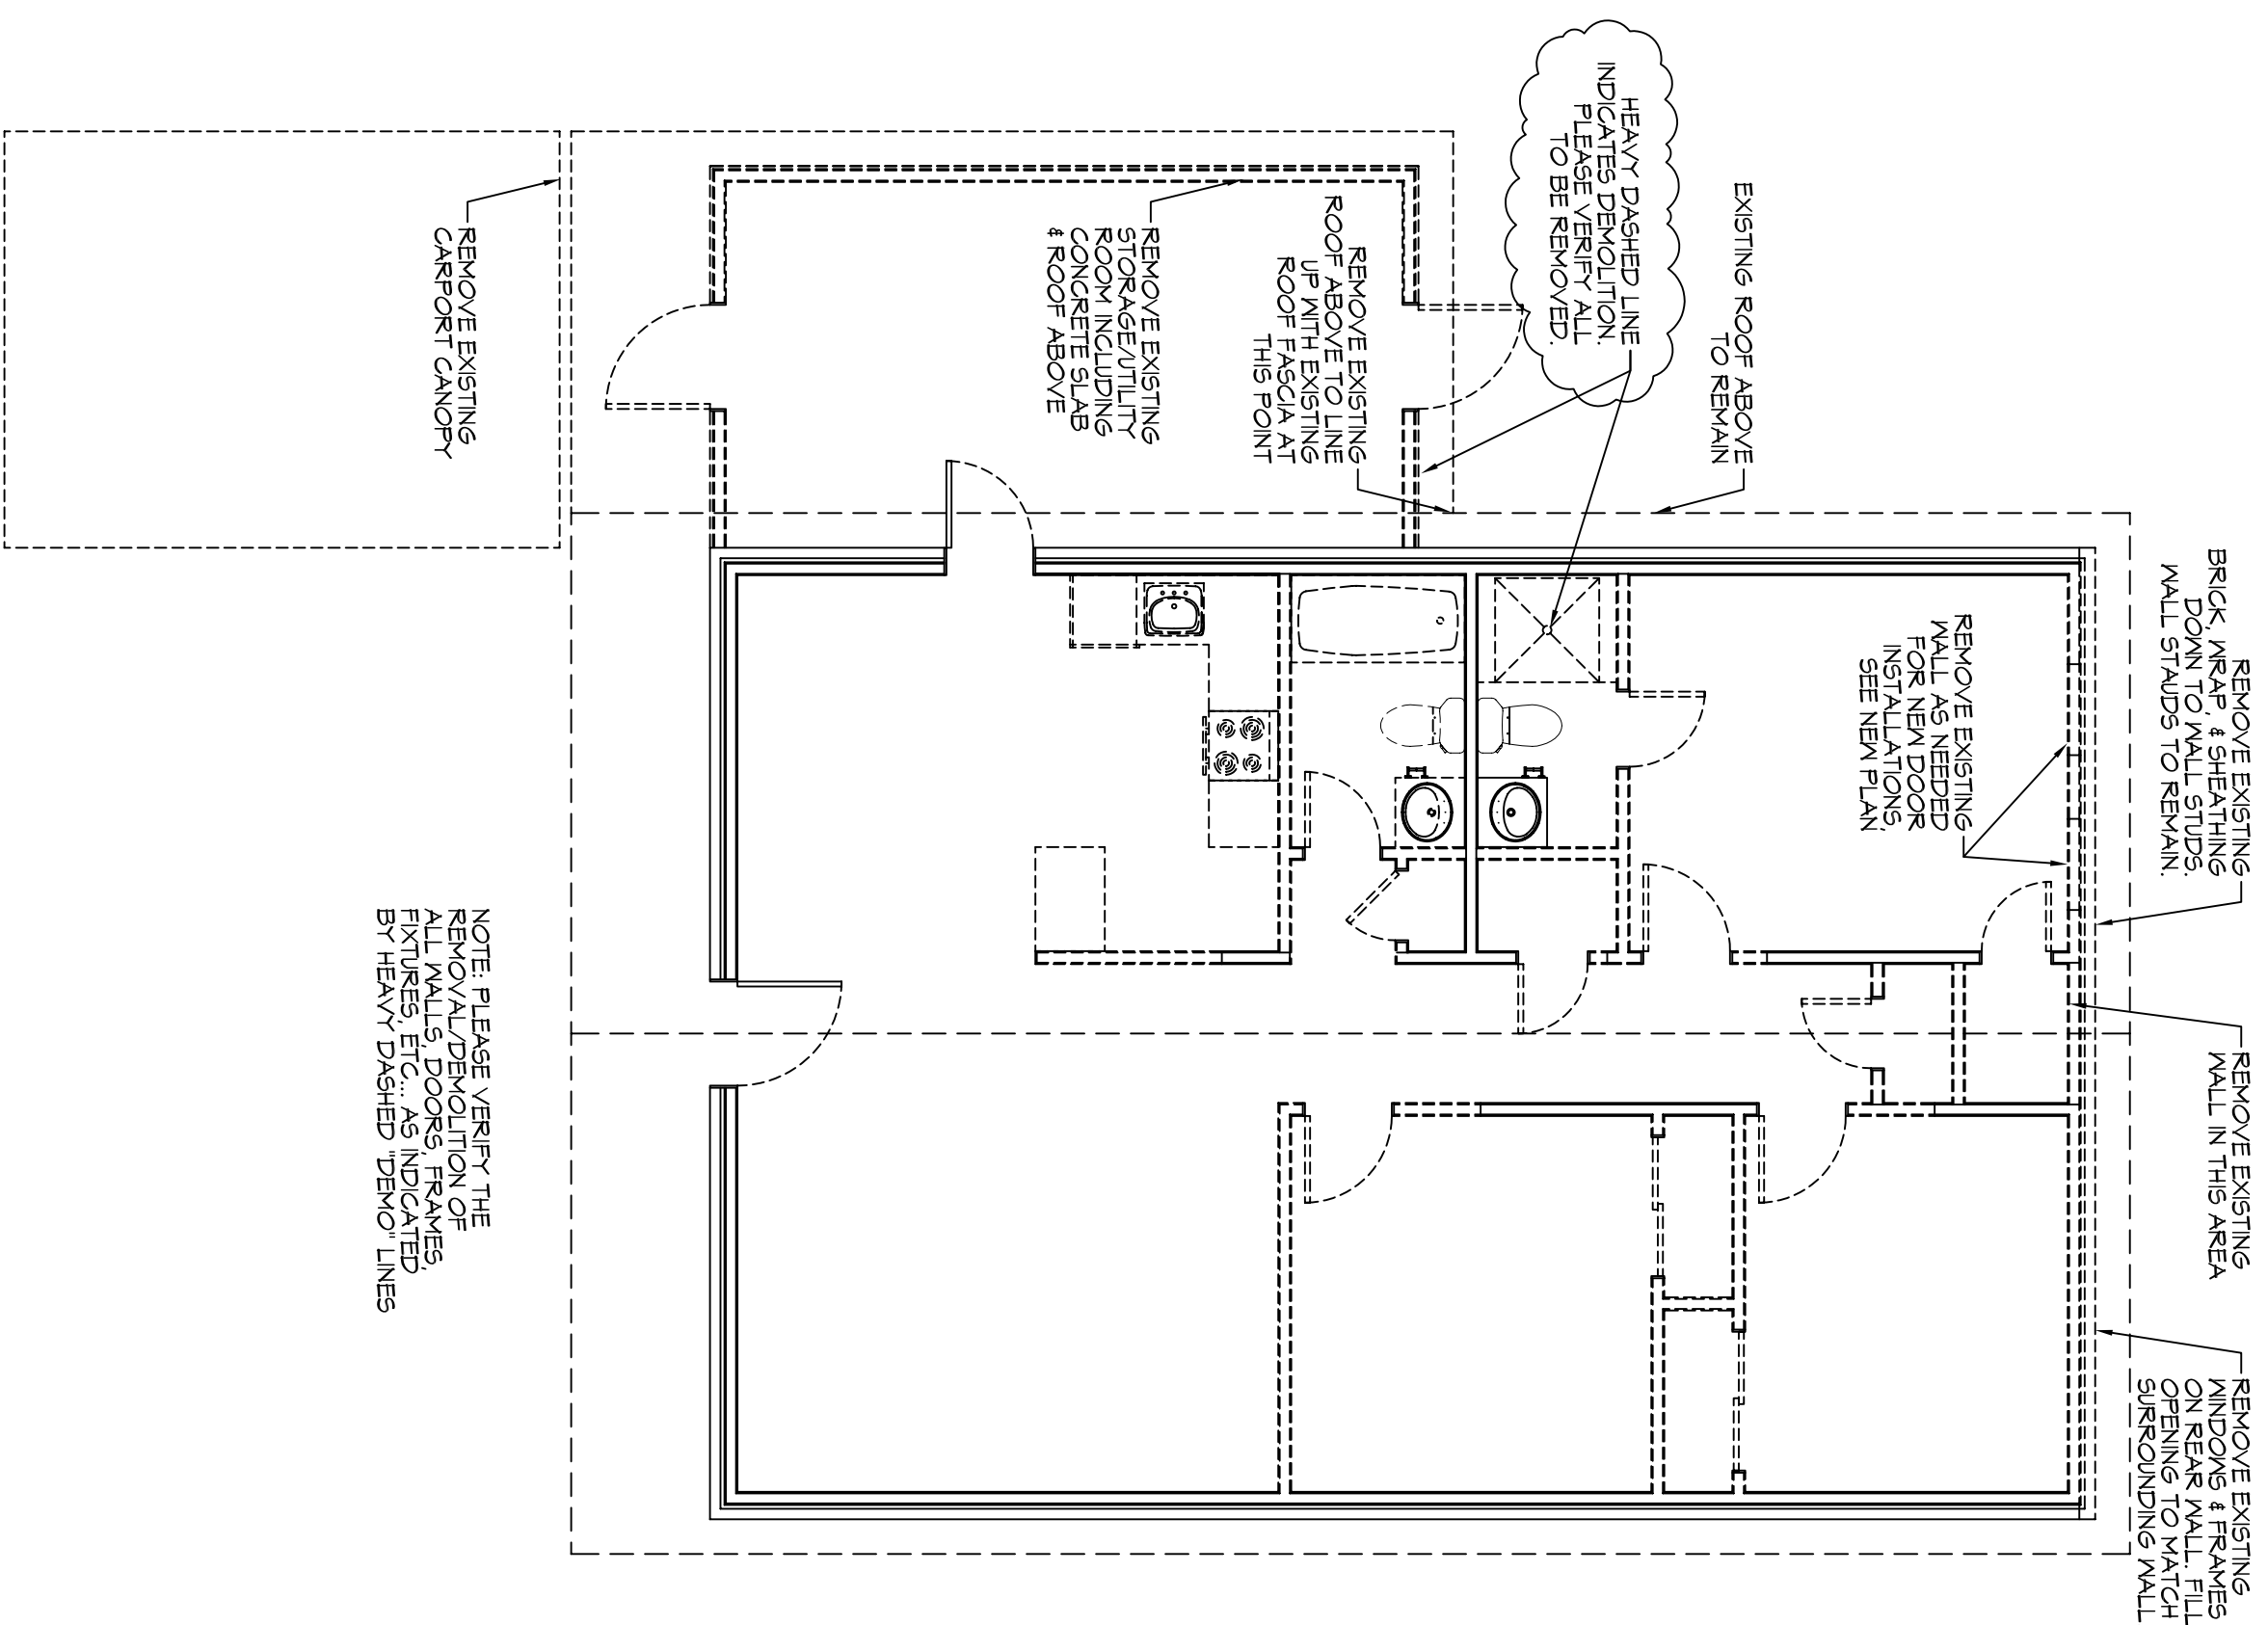 REMOVE EXISTING
BRICK, WRAP, & SHEATHING
DOWN TO WALL STUDS.
WALL STAUDS TO REMAIN.
REMOVE EXISTING
WALL IN THIS AREA
REMOVE EXISTING
WINDOWS & FRAMES
ON REAR WALL. FILL
OPENING TO MATCH
SURROUNDING WALL
REMOVE EXISTING
WALL AS NEEDED
FOR NEW DOOR
INSTALLATIONS,
SEE NEW PLAN,
EXISTING ROOF ABOVE
TO REMAIN
HEAVY DASHED LINE
INDICATES DEMOLITION.
PLEASE VERIFY ALL
TO BE REMOVED.
REMOVE EXISTING
ROOF ABOVE TO LINE
UP WITH EXISTING
ROOF FASCIA AT
THIS POINT
REMOVE EXISTING
STORAGE/UTILITY
ROOM INCLUDING
CONCRETE SLAB
& ROOF ABOVE
REMOVE EXISTING
CARPORT CANOPY
NOTE: PLEASE VERIFY THE
REMOVAL/DEMOLITION OF
ALL WALLS, DOORS, FRAMES,
FIXTURES, ETC... AS INDICATED
BY HEAVY DASHED "DEMO" LINES